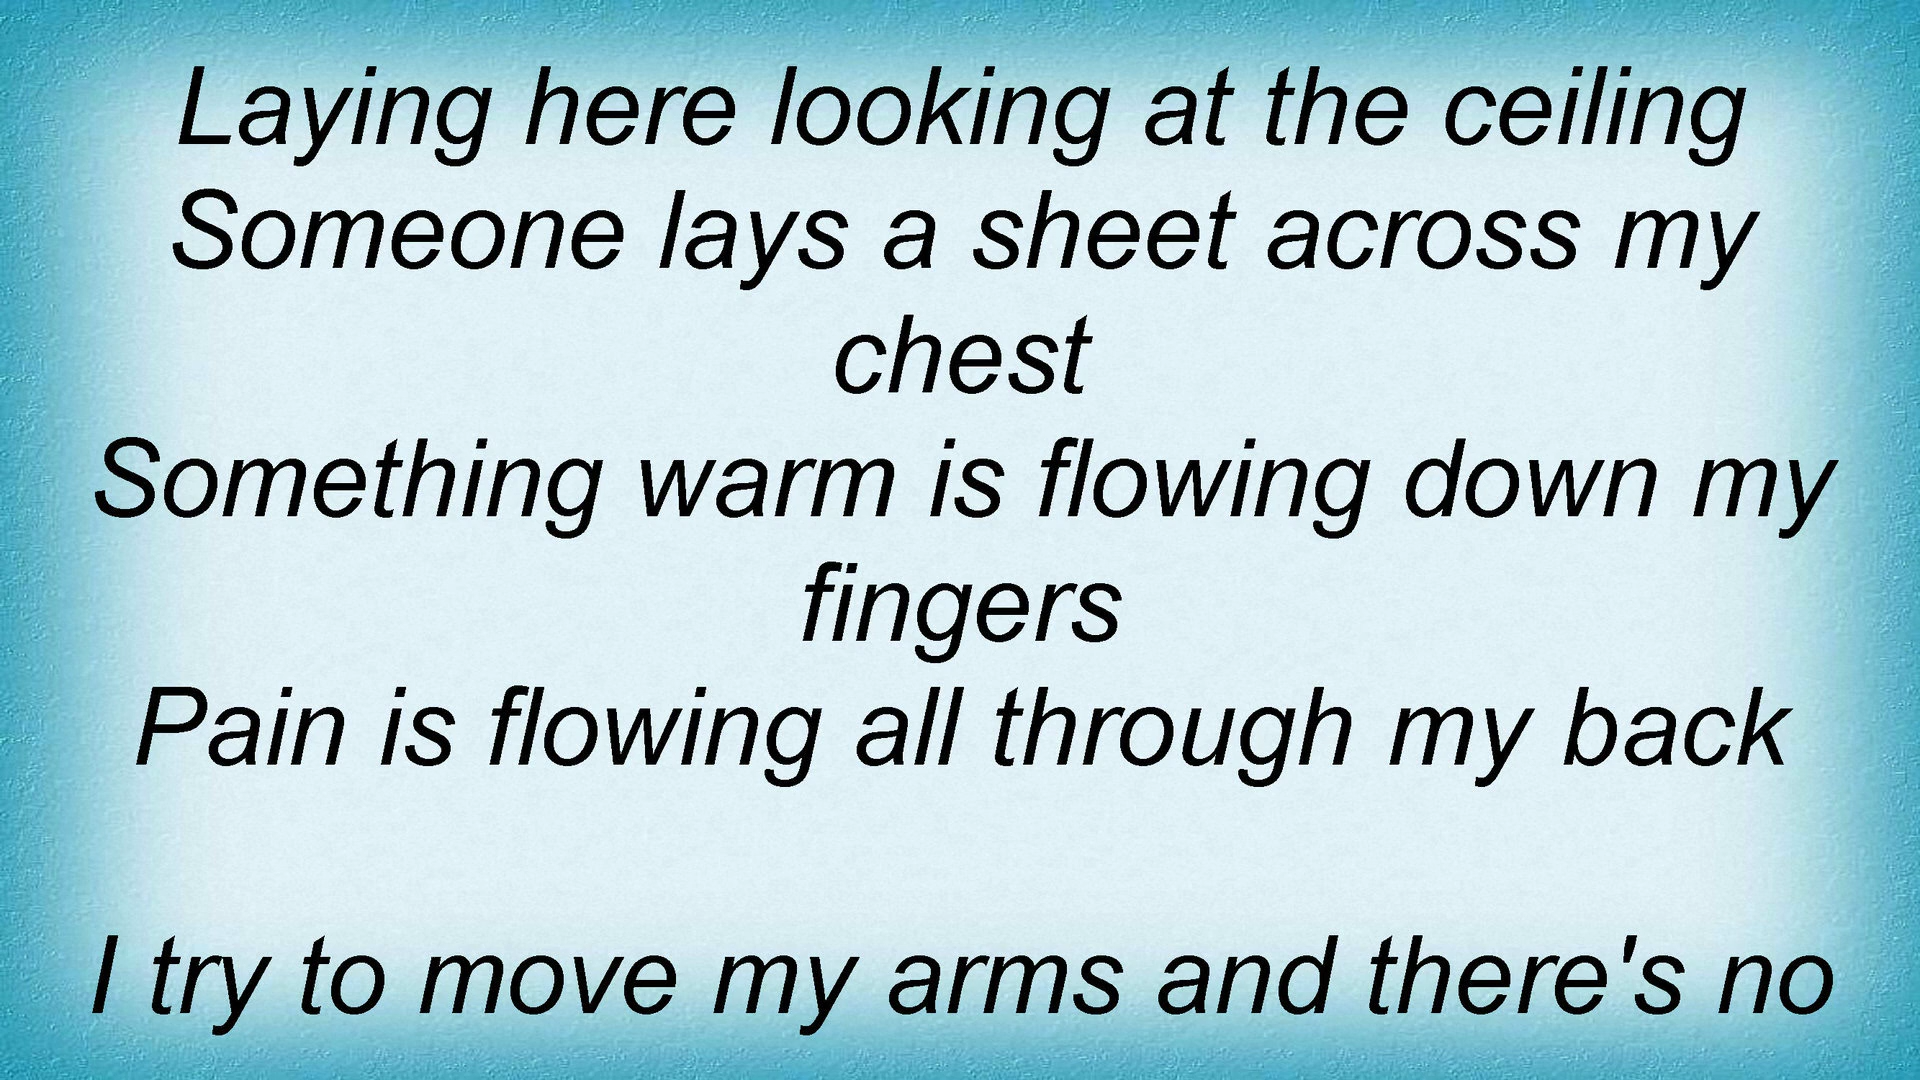 Laying here looking at the ceiling
Someone lays a sheet across my
chest
Something warm is flowing down my
fingers
Pain is flowing all through my back
I try to move my arms and there's no